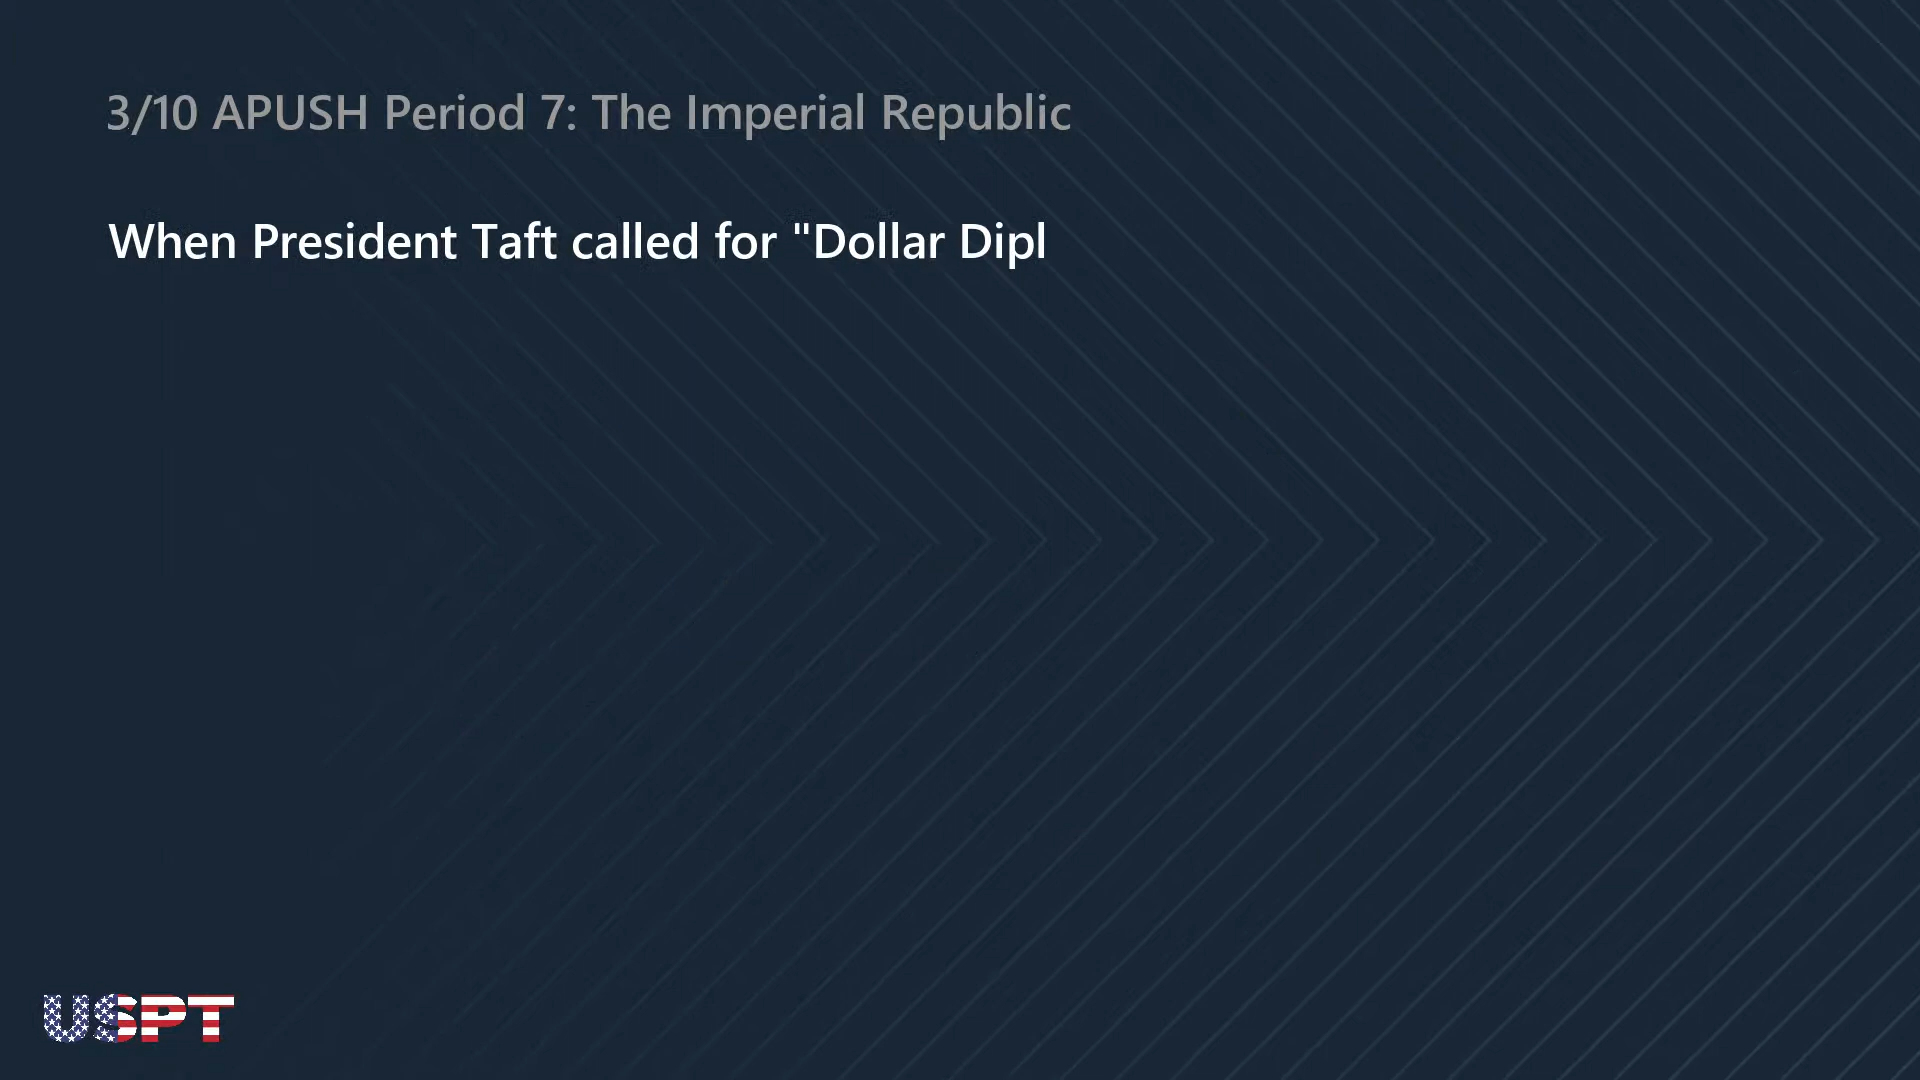 3/10 APUSH Period 7: The Imperial Republic
When President Taft called for "Dollar Dipl
USPT